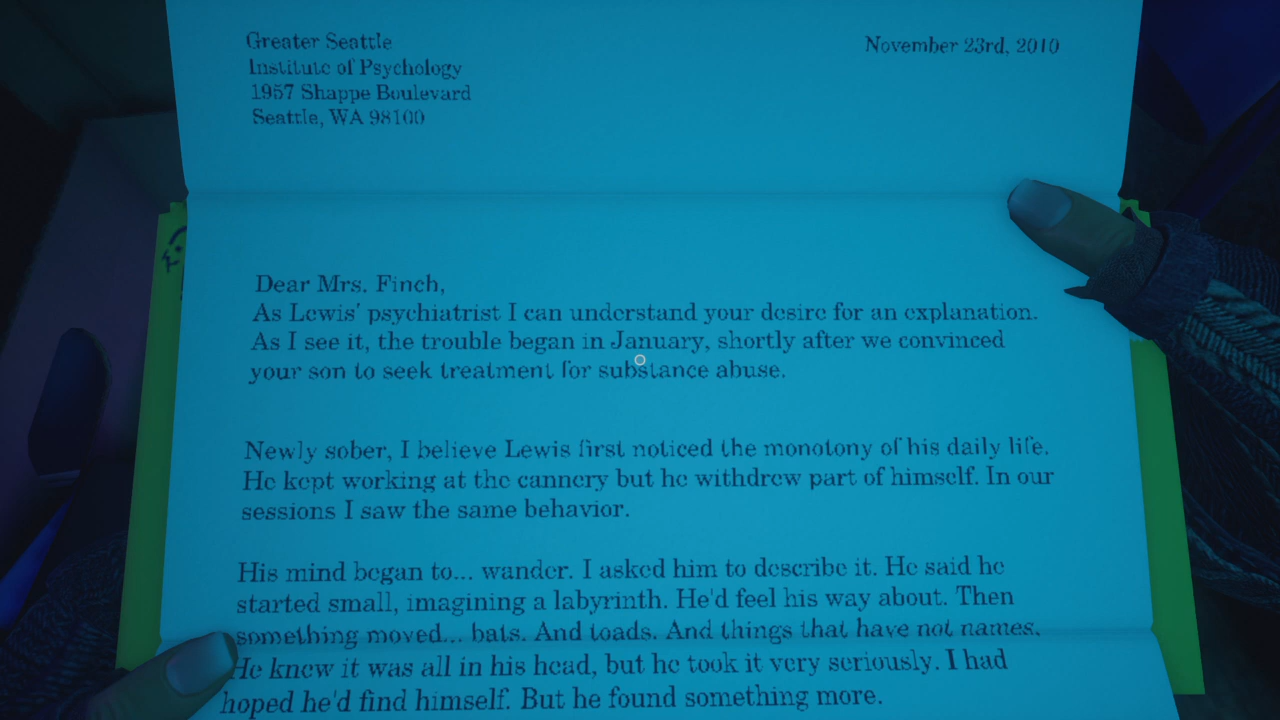 Greater Seattle
November 23rd, 2010
Institute of Psychology
1957 Shappe Boulevard
Seattle, WA 98100
Dear Mrs. Finch,
As Lewis' psychiatrist I can understand your desire for an explanation.
As I see it, the trouble began in January, shortly after we convinced
your son to seek treatment for substance abuse.
Newly sober, I believe Lewis first noticed the monotony of his daily life.
He kept working at the cannery but he withdrew part of himself. In our
sessions I saw the same behavior.
His mind began to... wander. I asked him to describe it. He said he
started small, imagining a labyrinth. He'd feel his way about. Then
something moved... bats. And toads. And things that have not names.
He knew it was all in his head, but he took it very seriously. I had
hoped he'd find himself. But he found something more.